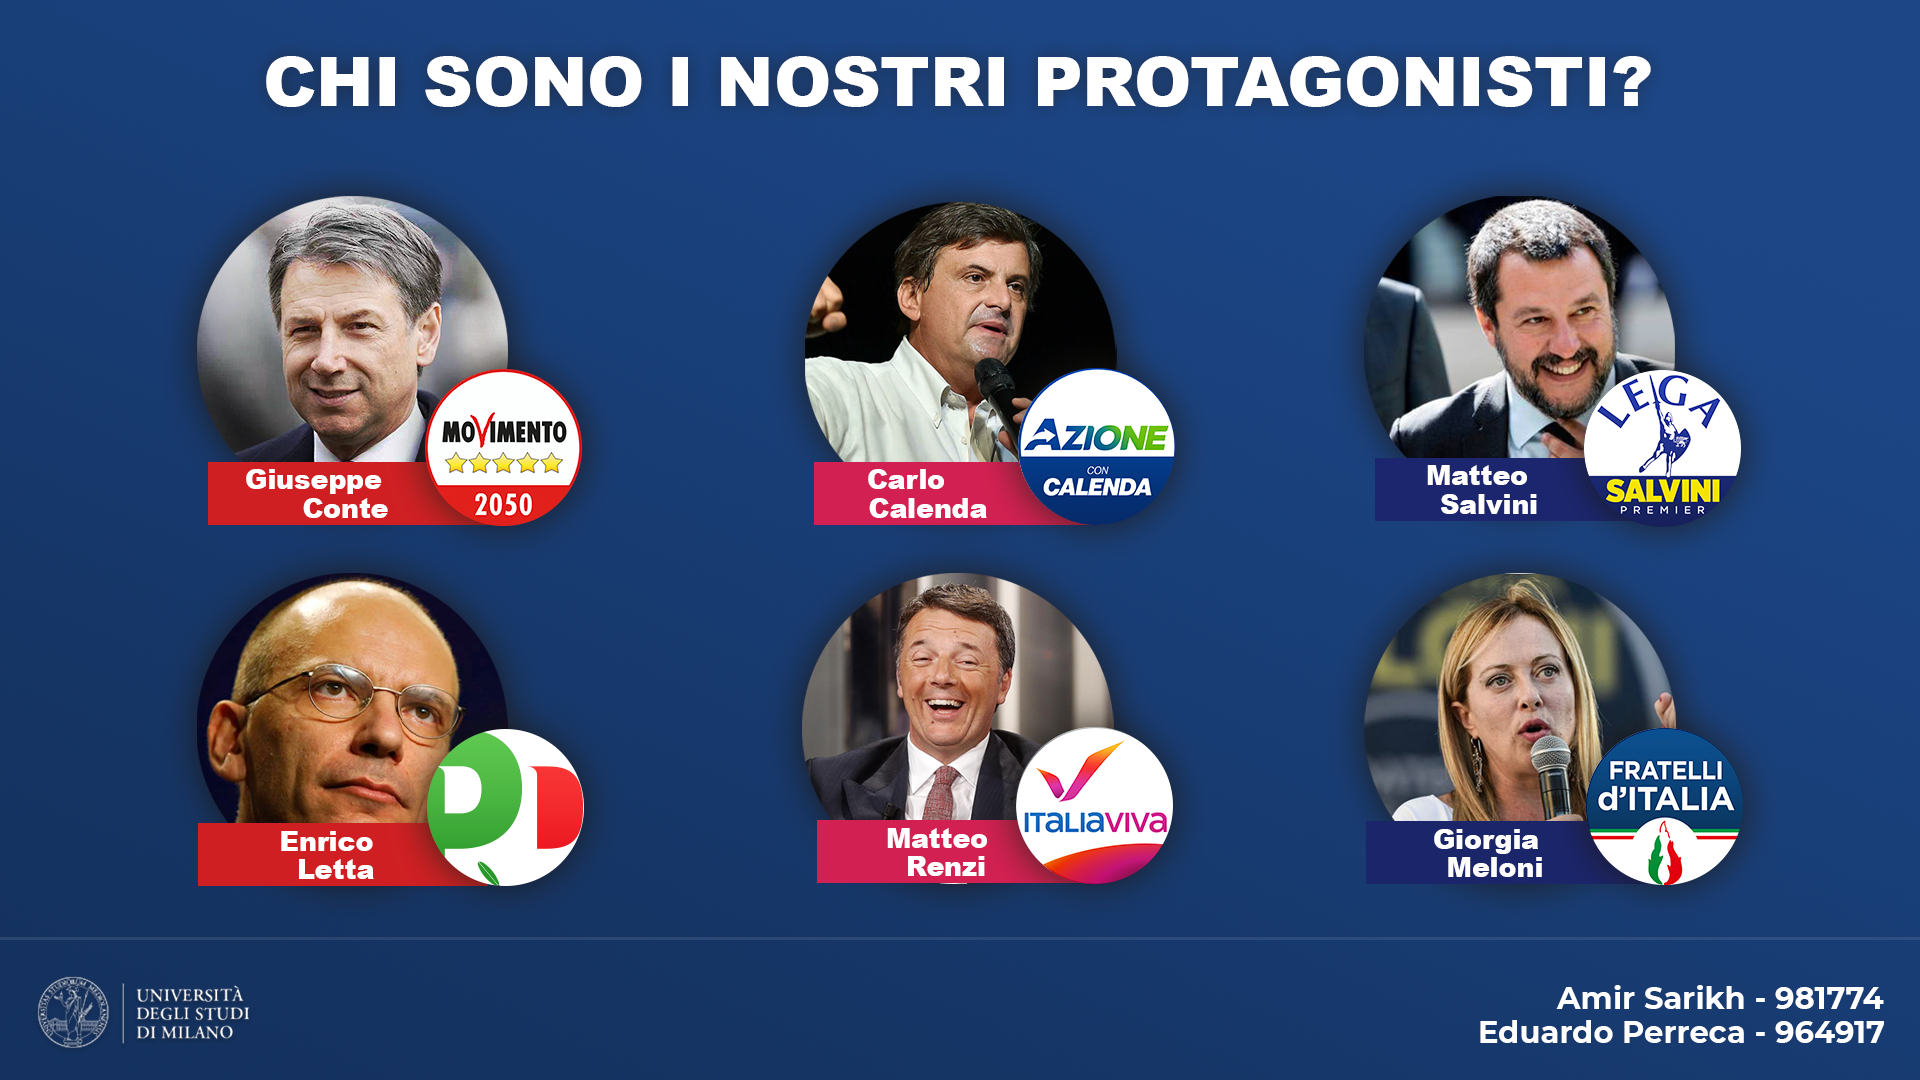 CHI SONO I NOSTRI PROTAGONISTI?
Giuseppe
Conte
MOVIMENTO
2050
Carlo
Calenda
AZIONE
CON
CALENDA
Matteo
Salvini
LEGA
SALVINI
PREMIER
Enrico
Letta
PD
Matteo
Renzi
ITALIAVIVA
Giorgia
Meloni
FRATELLI
d'ITALIA
UNIVERSITÀ
DEGLI STUDI
DI MILANO
Amir Sarikh - 981774
Eduardo Perreca - 964917